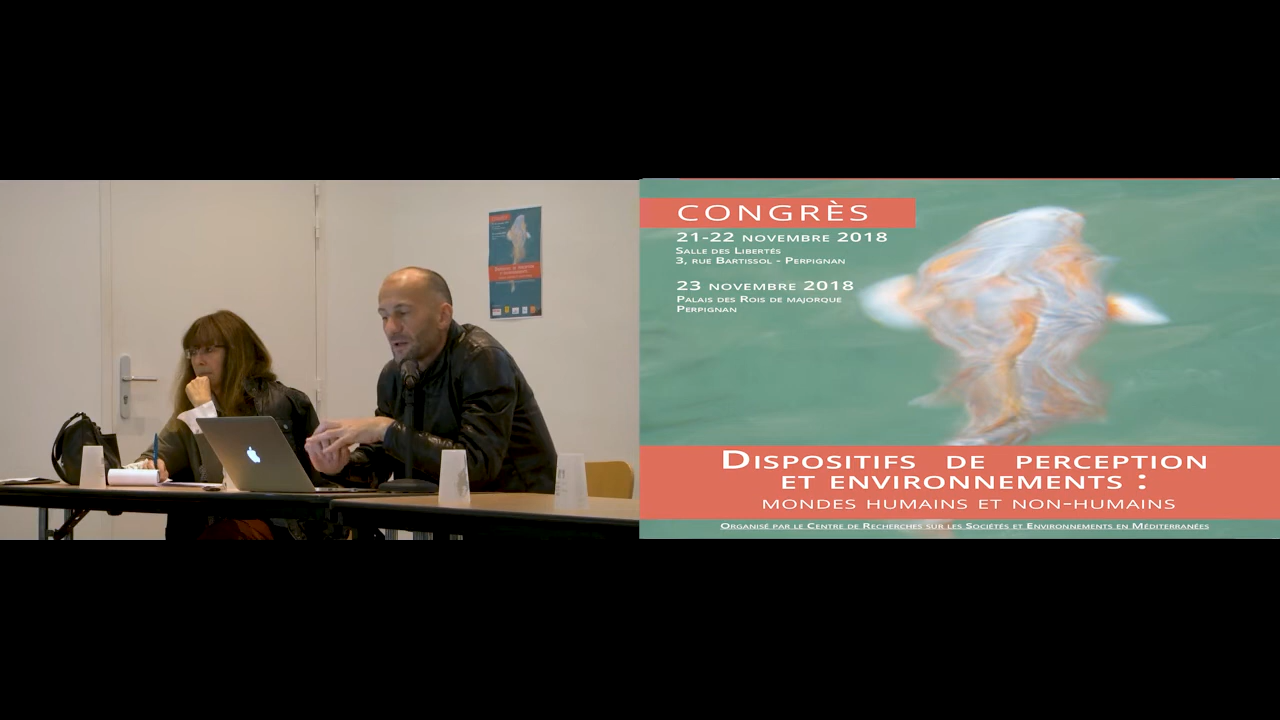 CONGRÈS
21-22 NOVEMBRE 2018
SALLE DES LIBERTÉS
3, RUE BARTISSOL - PERPIGNAN
23 NOVEMBRE 2018
PALAIS DES ROIS DE MAJORQUE
PERPIGNAN
DISPOSITIFS DE PERCEPTION
ET ENVIRONNEMENTS :
MONDES HUMAINS ET NON-HUMAINS
ORGANISÉ PAR LE CENTRE DE RECHERCHES SUR LES SOCIÉTÉS ET ENVIRONNEMENTS EN MÉDITERRANÉES